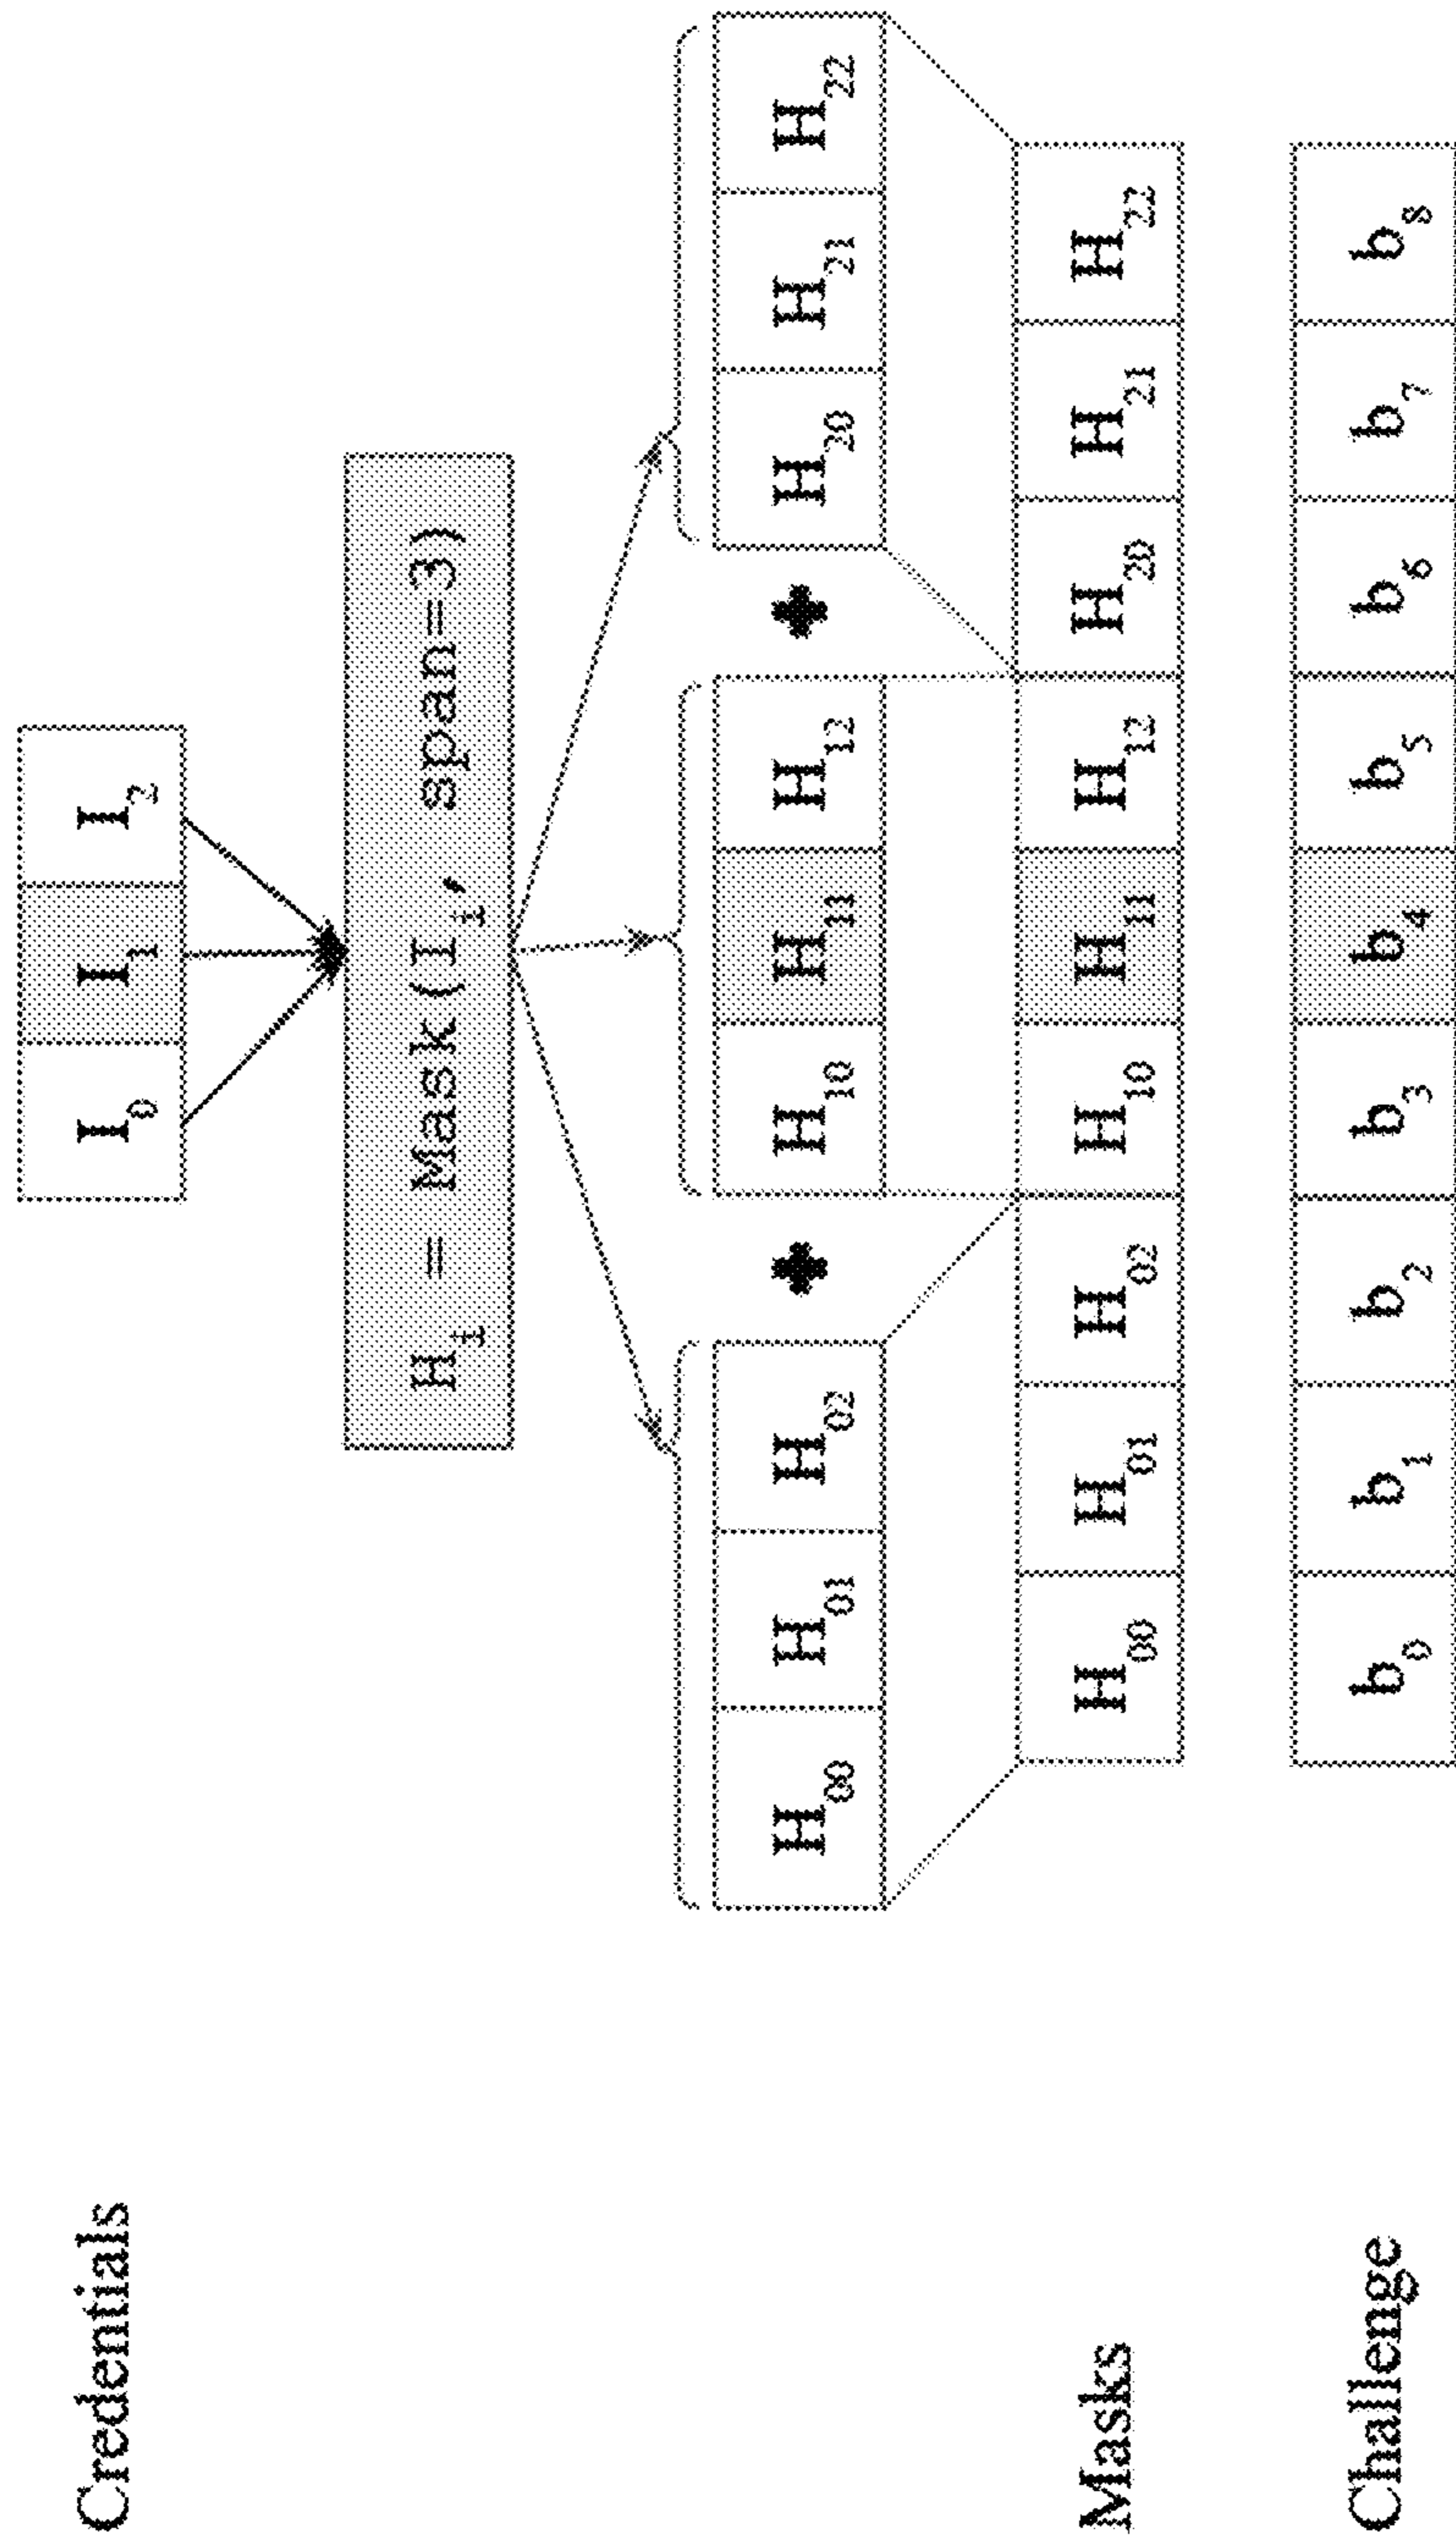 Credentials I₀ I₁ I₂
Hᵢ = Mask(Iᵢ, span=3)
H₀₀ H₀₁ H₀₂ + H₁₀ H₁₁ H₁₂ + H₂₀ H₂₁ H₂₂
Masks H₀₀ H₀₁ H₀₂ H₁₀ H₁₁ H₁₂ H₂₀ H₂₁ H₂₂
Challenge b₀ b₁ b₂ b₃ b₄ b₅ b₆ b₇ b₈